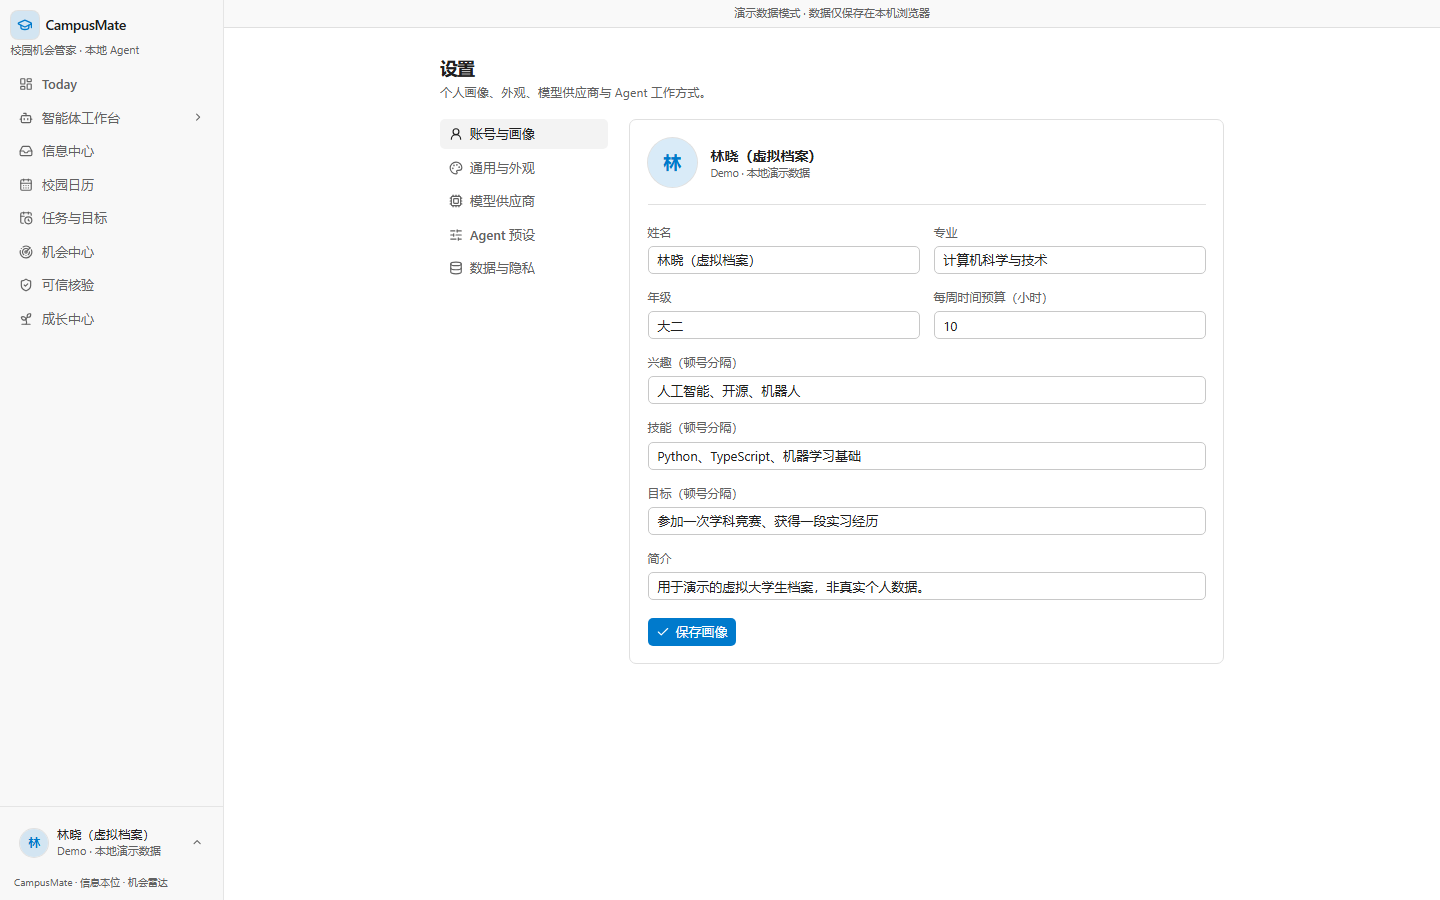 CampusMate
校园机会管家 · 本地 Agent
Today
智能体工作台
信息中心
校园日历
任务与目标
机会中心
可信核验
成长中心
林
林晓（虚拟档案）
Demo · 本地演示数据
CampusMate · 信息本位 · 机会雷达
演示数据模式 · 数据仅保存在本机浏览器
设置
个人画像、外观、模型供应商与 Agent 工作方式。
账号与画像
通用与外观
模型供应商
Agent 预设
数据与隐私
林
林晓（虚拟档案）
Demo · 本地演示数据
姓名
林晓（虚拟档案）
专业
计算机科学与技术
年级
大二
每周时间预算（小时）
10
兴趣（顿号分隔）
人工智能、开源、机器人
技能（顿号分隔）
Python、TypeScript、机器学习基础
目标（顿号分隔）
参加一次学科竞赛、获得一段实习经历
简介
用于演示的虚拟大学生档案，非真实个人数据。
保存画像